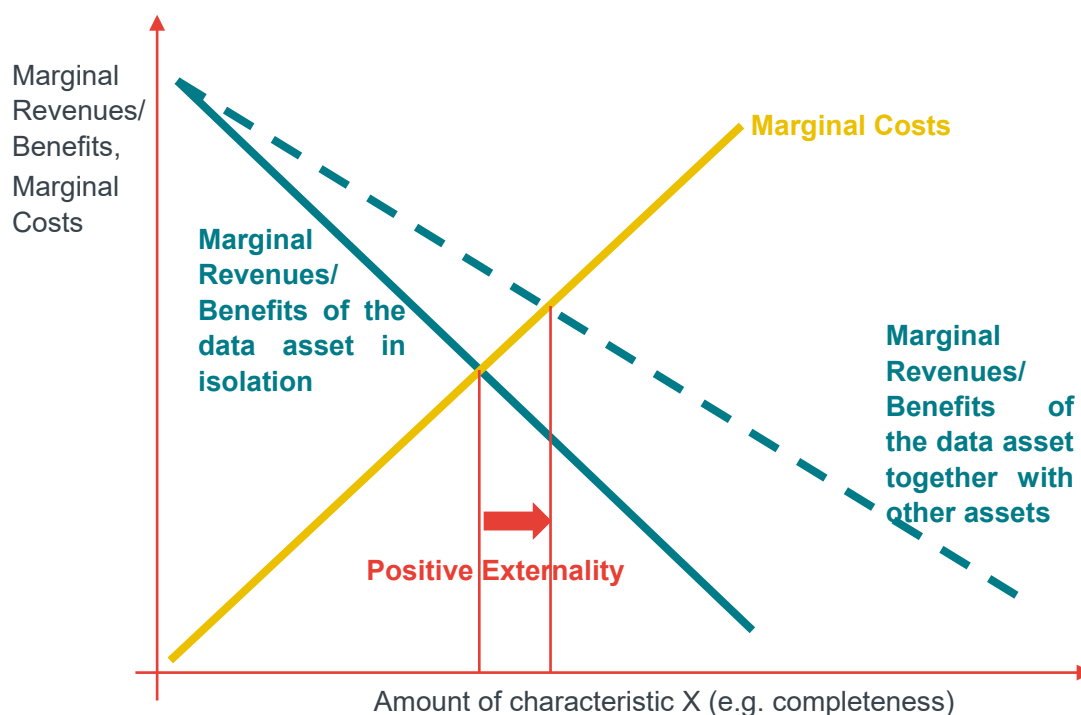 Marginal
Revenues/
Benefits,
Marginal
Costs
Marginal Costs
Marginal
Revenues/
Benefits of the
data asset in
isolation
Marginal
Revenues/
Benefits of
the data asset
together with
other assets
Positive Externality
Amount of characteristic X (e.g. completeness)